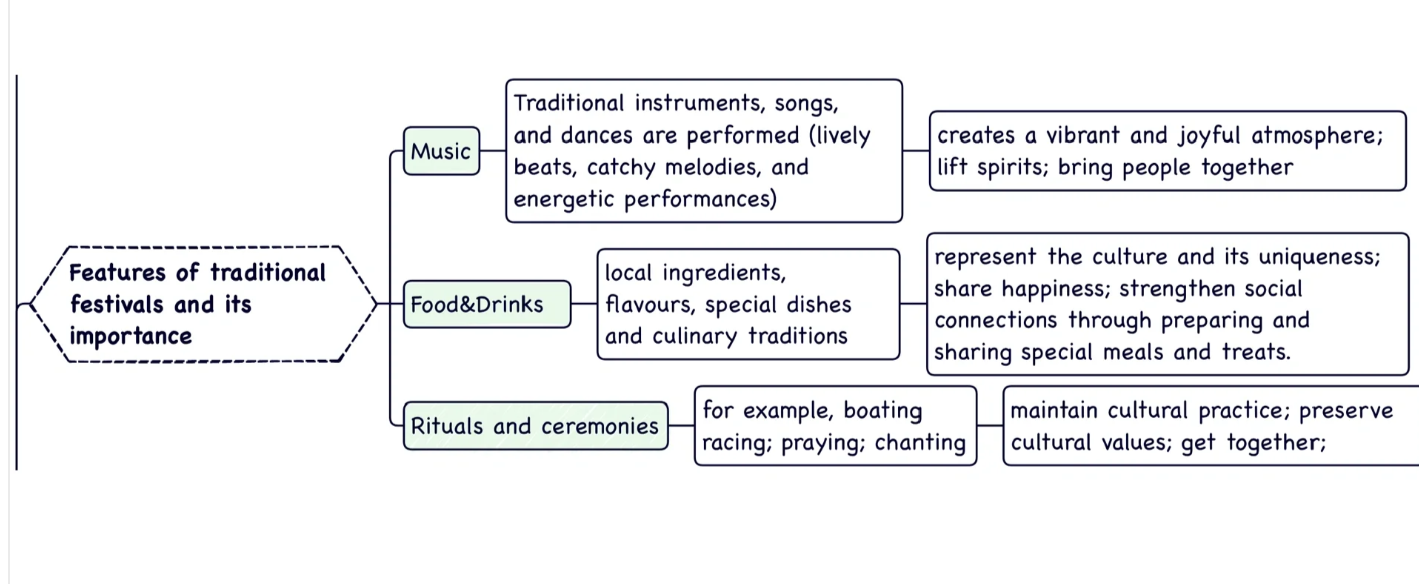 Features of traditional
festivals and its
importance
Music
Traditional instruments, songs,
and dances are performed (lively
beats, catchy melodies, and
energetic performances)
creates a vibrant and joyful atmosphere;
lift spirits; bring people together
Food&Drinks
local ingredients,
flavours, special dishes
and culinary traditions
represent the culture and its uniqueness;
share happiness; strengthen social
connections through preparing and
sharing special meals and treats.
Rituals and ceremonies
for example, boating
racing; praying; chanting
maintain cultural practice; preserve
cultural values; get together;